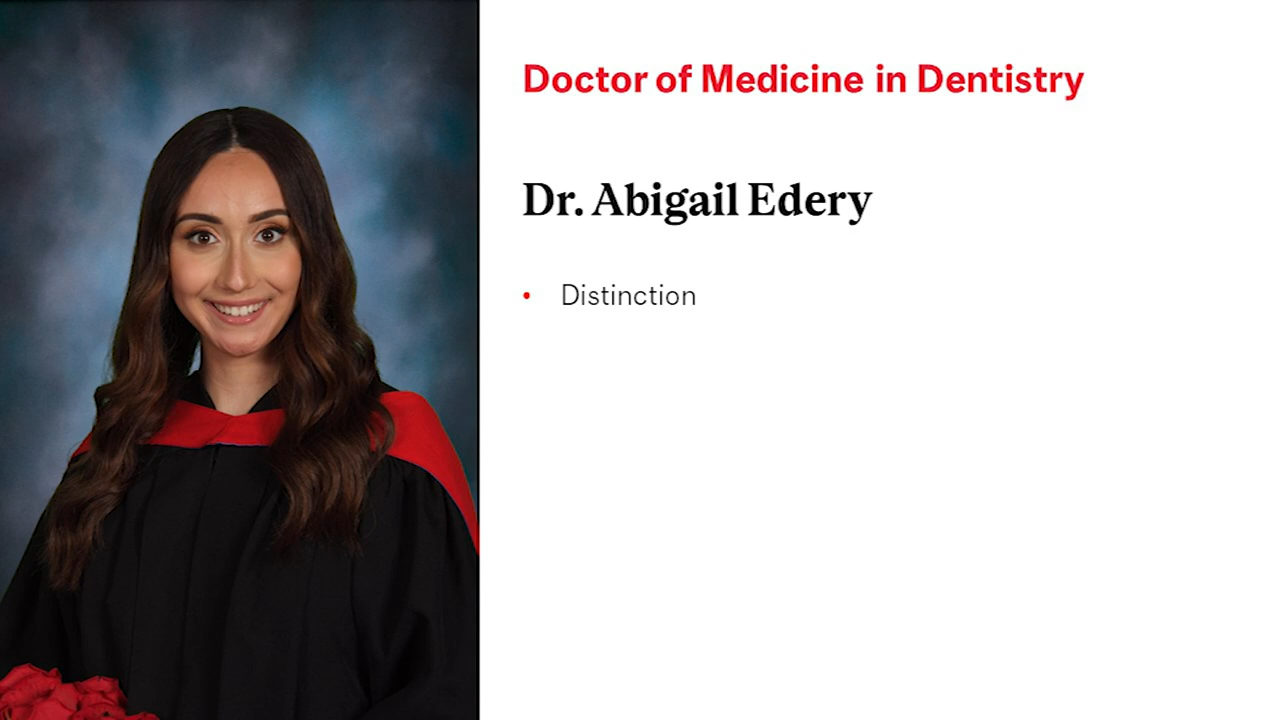 Doctor of Medicine in Dentistry
Dr. Abigail Edery
• Distinction